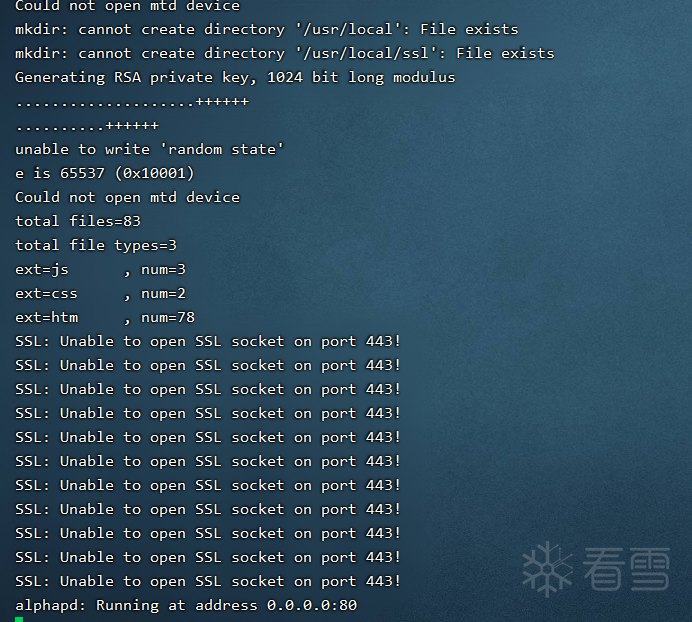 Could not open mtd device
mkdir: cannot create directory '/usr/local': File exists
mkdir: cannot create directory '/usr/local/ssl': File exists
Generating RSA private key, 1024 bit long modulus
....................++++++
..........++++++
unable to write 'random state'
e is 65537 (0x10001)
Could not open mtd device
total files=83
total file types=3
ext=js      , num=3
ext=css     , num=2
ext=htm     , num=78
SSL: Unable to open SSL socket on port 443!
SSL: Unable to open SSL socket on port 443!
SSL: Unable to open SSL socket on port 443!
SSL: Unable to open SSL socket on port 443!
SSL: Unable to open SSL socket on port 443!
SSL: Unable to open SSL socket on port 443!
SSL: Unable to open SSL socket on port 443!
SSL: Unable to open SSL socket on port 443!
SSL: Unable to open SSL socket on port 443!
SSL: Unable to open SSL socket on port 443!
SSL: Unable to open SSL socket on port 443!
alphapd: Running at address 0.0.0.0:80
看雪